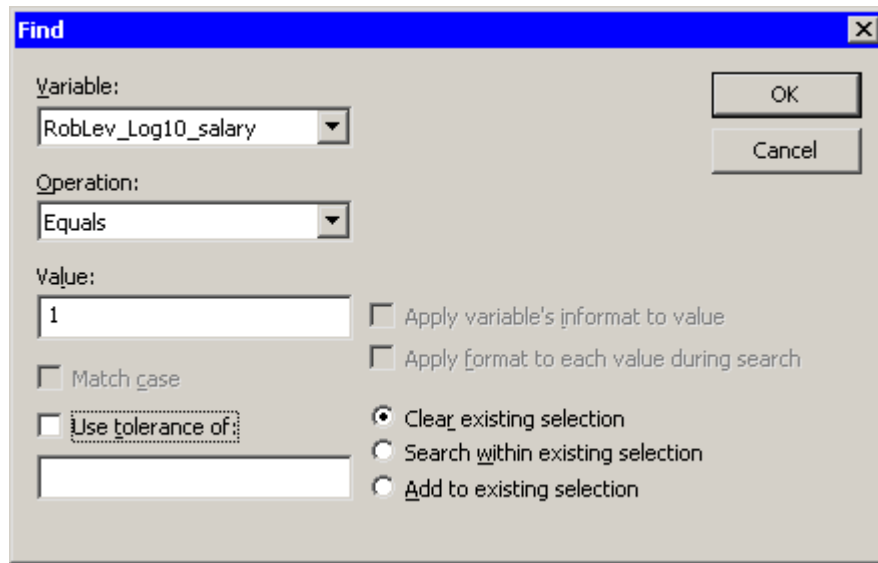 Find
Variable:
RobLev_Log10_salary
OK
Cancel
Operation:
Equals
Value:
1
Apply variable's informat to value
Apply format to each value during search
Match case
Use tolerance of:
Clear existing selection
Search within existing selection
Add to existing selection